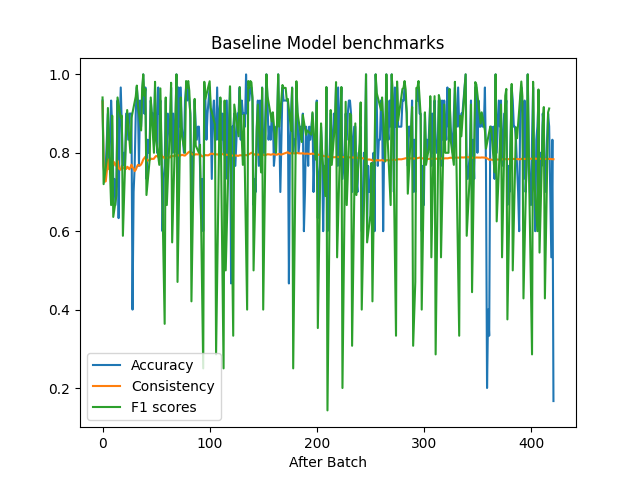 Baseline Model benchmarks
1.0
0.8
0.6
0.4
0.2
Accuracy
Consistency
F1 scores
0 100 200 300 400
After Batch